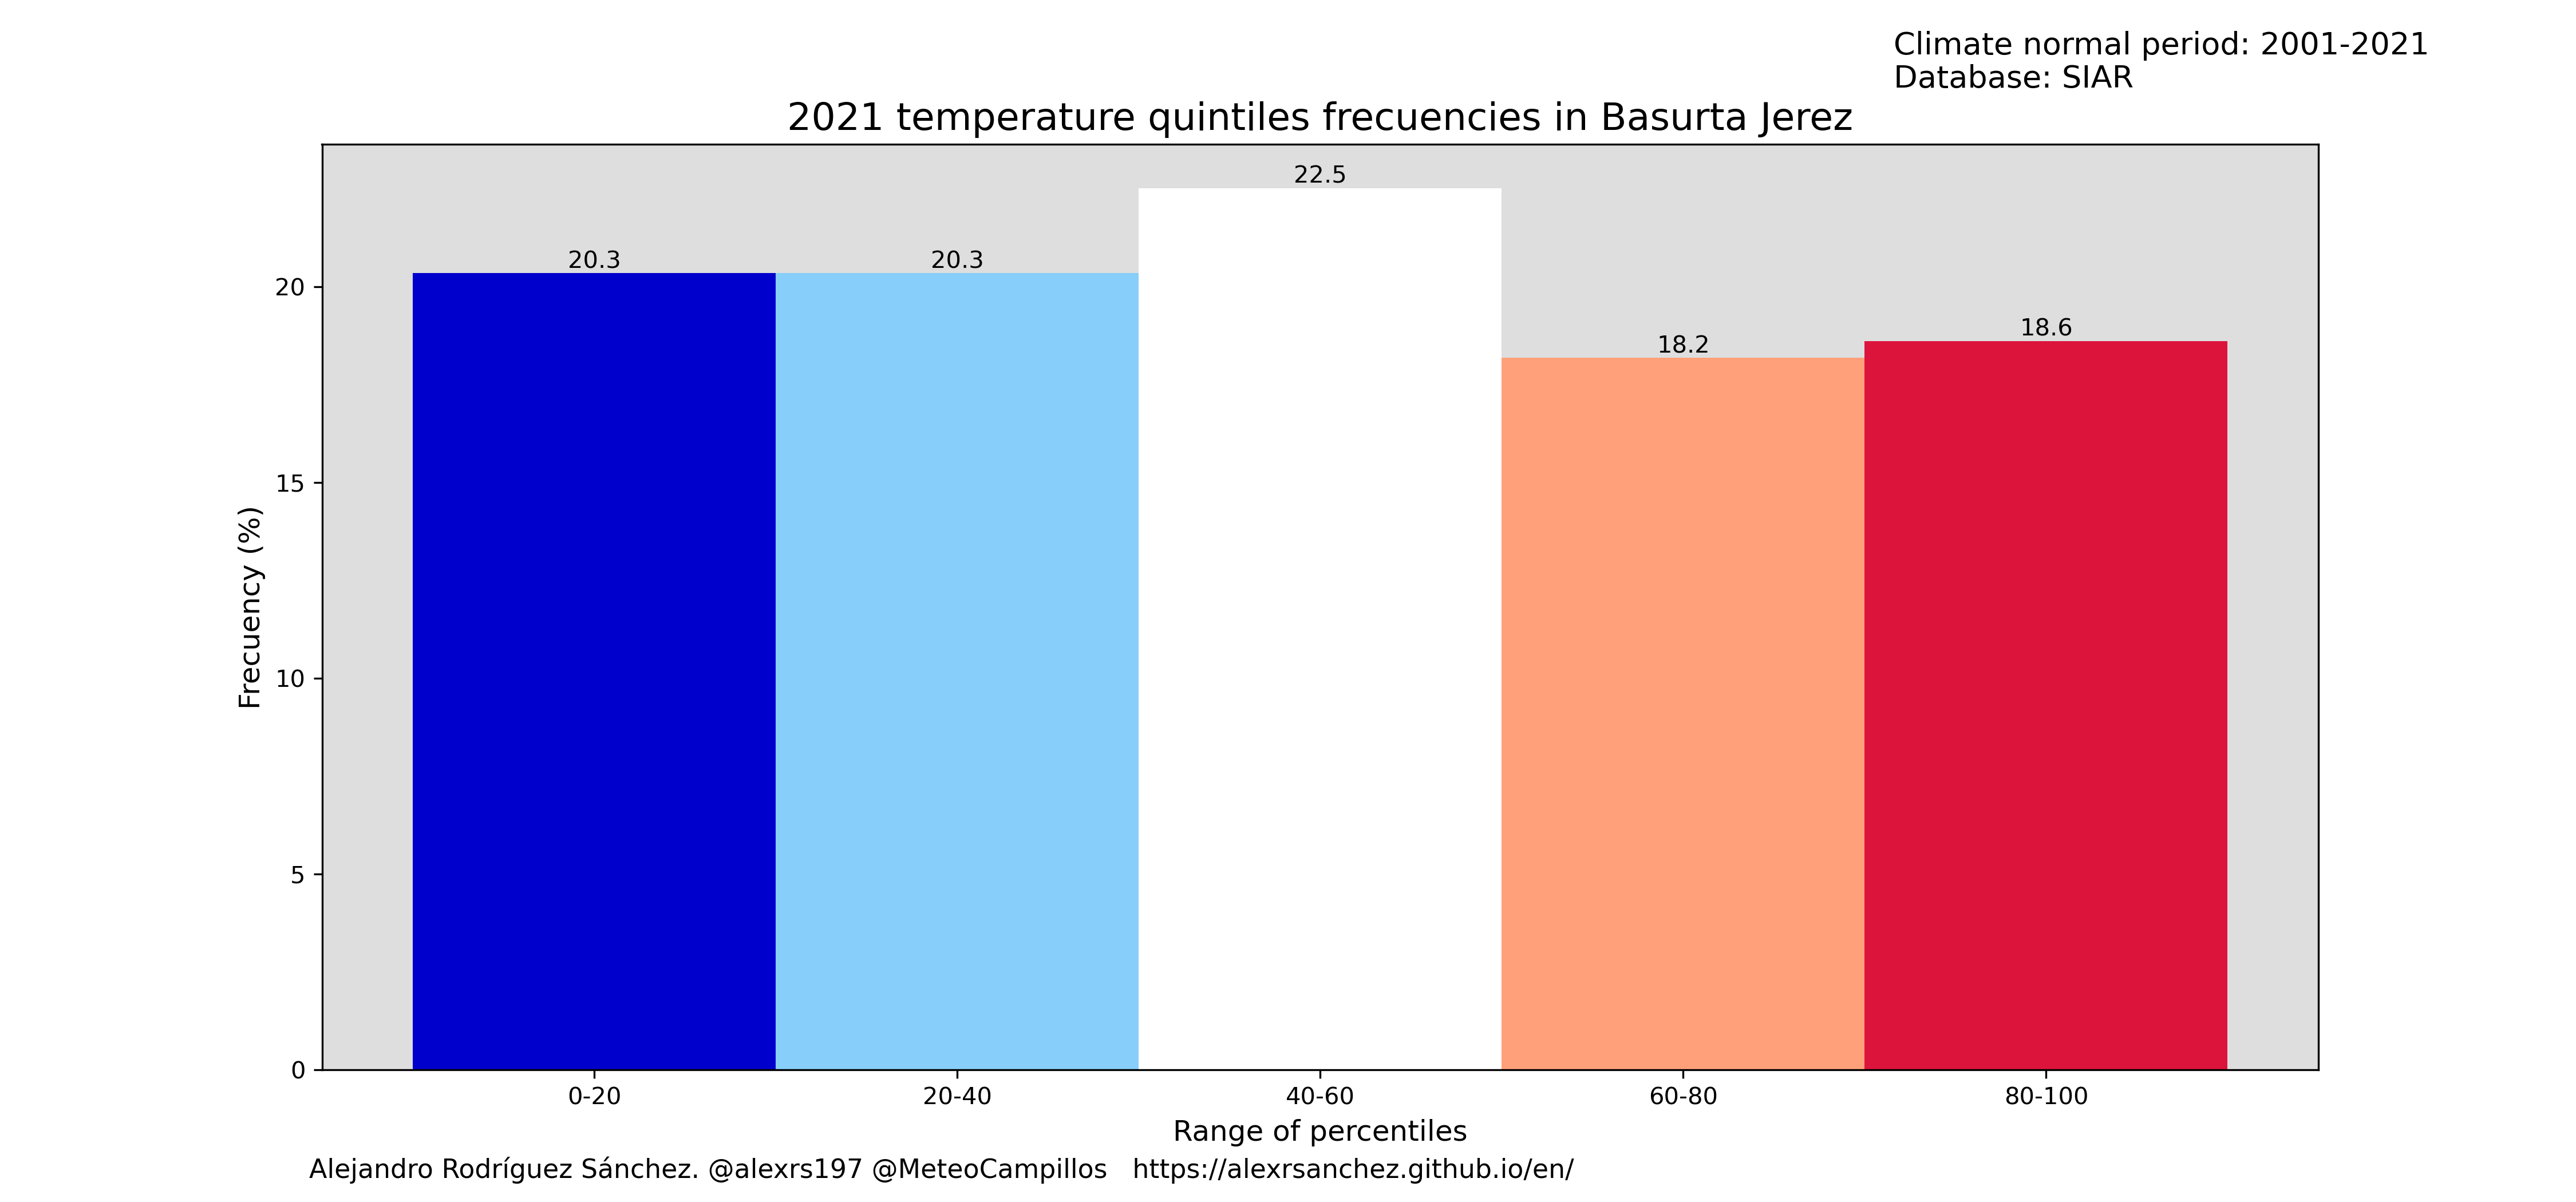 Climate normal period: 2001-2021
Database: SIAR
2021 temperature quintiles frecuencies in Basurta Jerez
22.5
20.3
20.3
18.6
18.2
20
15
10
5
0
Frecuency (%)
0-20
20-40
40-60
60-80
80-100
Range of percentiles
Alejandro Rodríguez Sánchez. @alexrs197 @MeteoCampillos https://alexrsanchez.github.io/en/